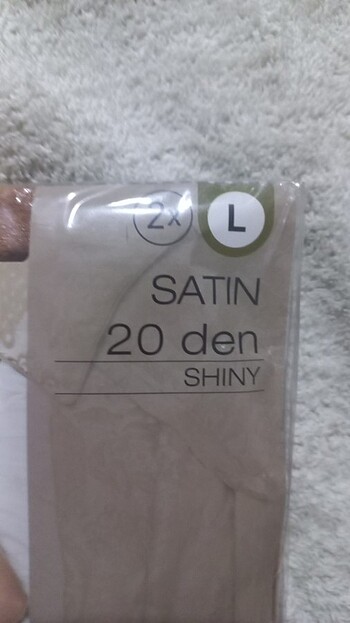 2x L
SATIN
20 den
SHINY